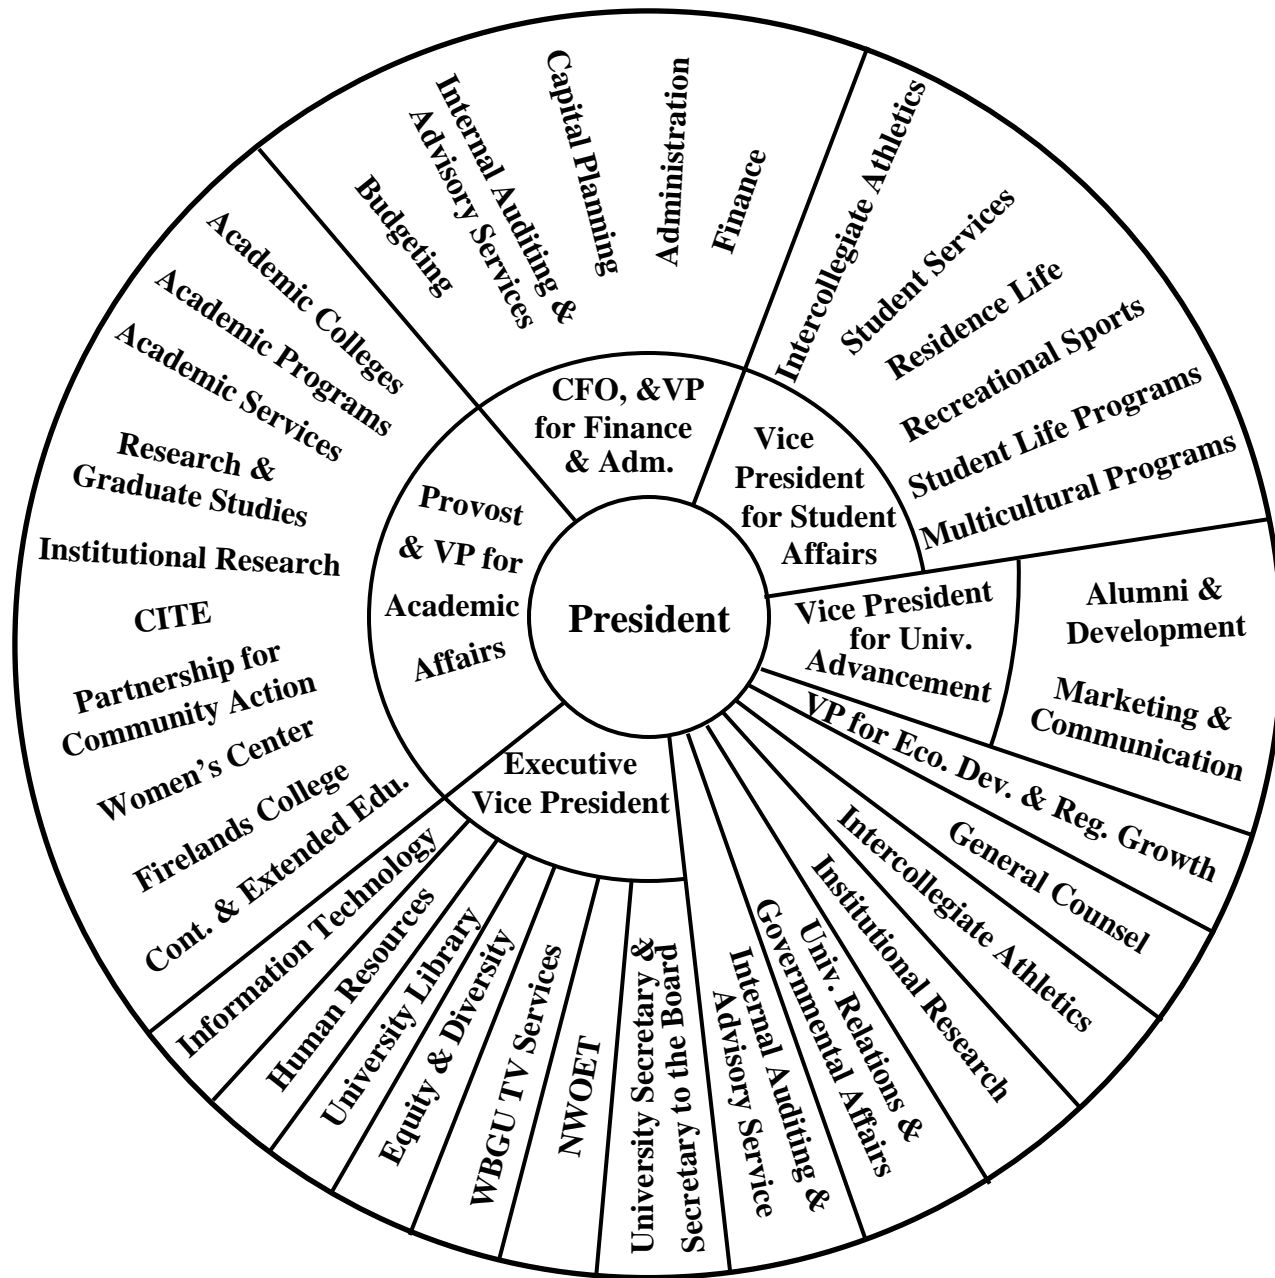 President
CFO, &VP
for Finance
& Adm.
Budgeting
Internal Auditing &
Advisory Services
Capital Planning
Administration
Finance
Vice
President
for Student
Affairs
Intercollegiate Athletics
Student Services
Residence Life
Recreational Sports
Student Life Programs
Multicultural Programs
Vice President
for Univ.
Advancement
Alumni &
Development
Marketing &
Communication
VP for Eco. Dev. & Reg. Growth
General Counsel
Intercollegiate Athletics
Institutional Research
Univ. Relations &
Governmental Affairs
Internal Auditing &
Advisory Service
Executive
Vice President
University Secretary &
Secretary to the Board
NWOET
WBGU TV Services
Equity & Diversity
University Library
Human Resources
Information Technology
Provost
& VP for
Academic
Affairs
Academic Colleges
Academic Programs
Academic Services
Research &
Graduate Studies
Institutional Research
CITE
Partnership for
Community Action
Women’s Center
Firelands College
Cont. & Extended Edu.